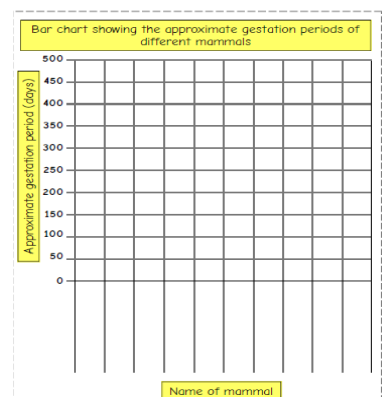 Bar chart showing the approximate gestation periods of
different mammals
Approximate gestation period (days)
500
450
400
350
300
250
200
150
100
50
0
Name of mammal